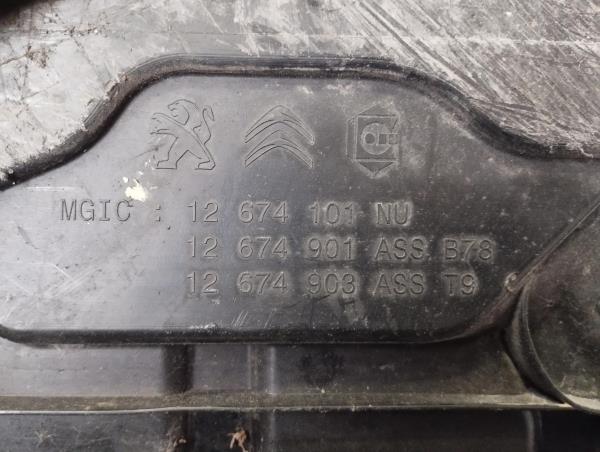 MGIC : 12 674 101 NU
12 674 901 ASS B78
12 674 903 ASS T9